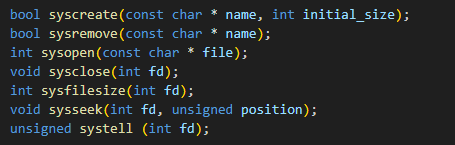 bool syscreate(const char * name, int initial_size);
bool sysremove(const char * name);
int sysopen(const char * file);
void sysclose(int fd);
int sysfilesize(int fd);
void sysseek(int fd, unsigned position);
unsigned systell (int fd);